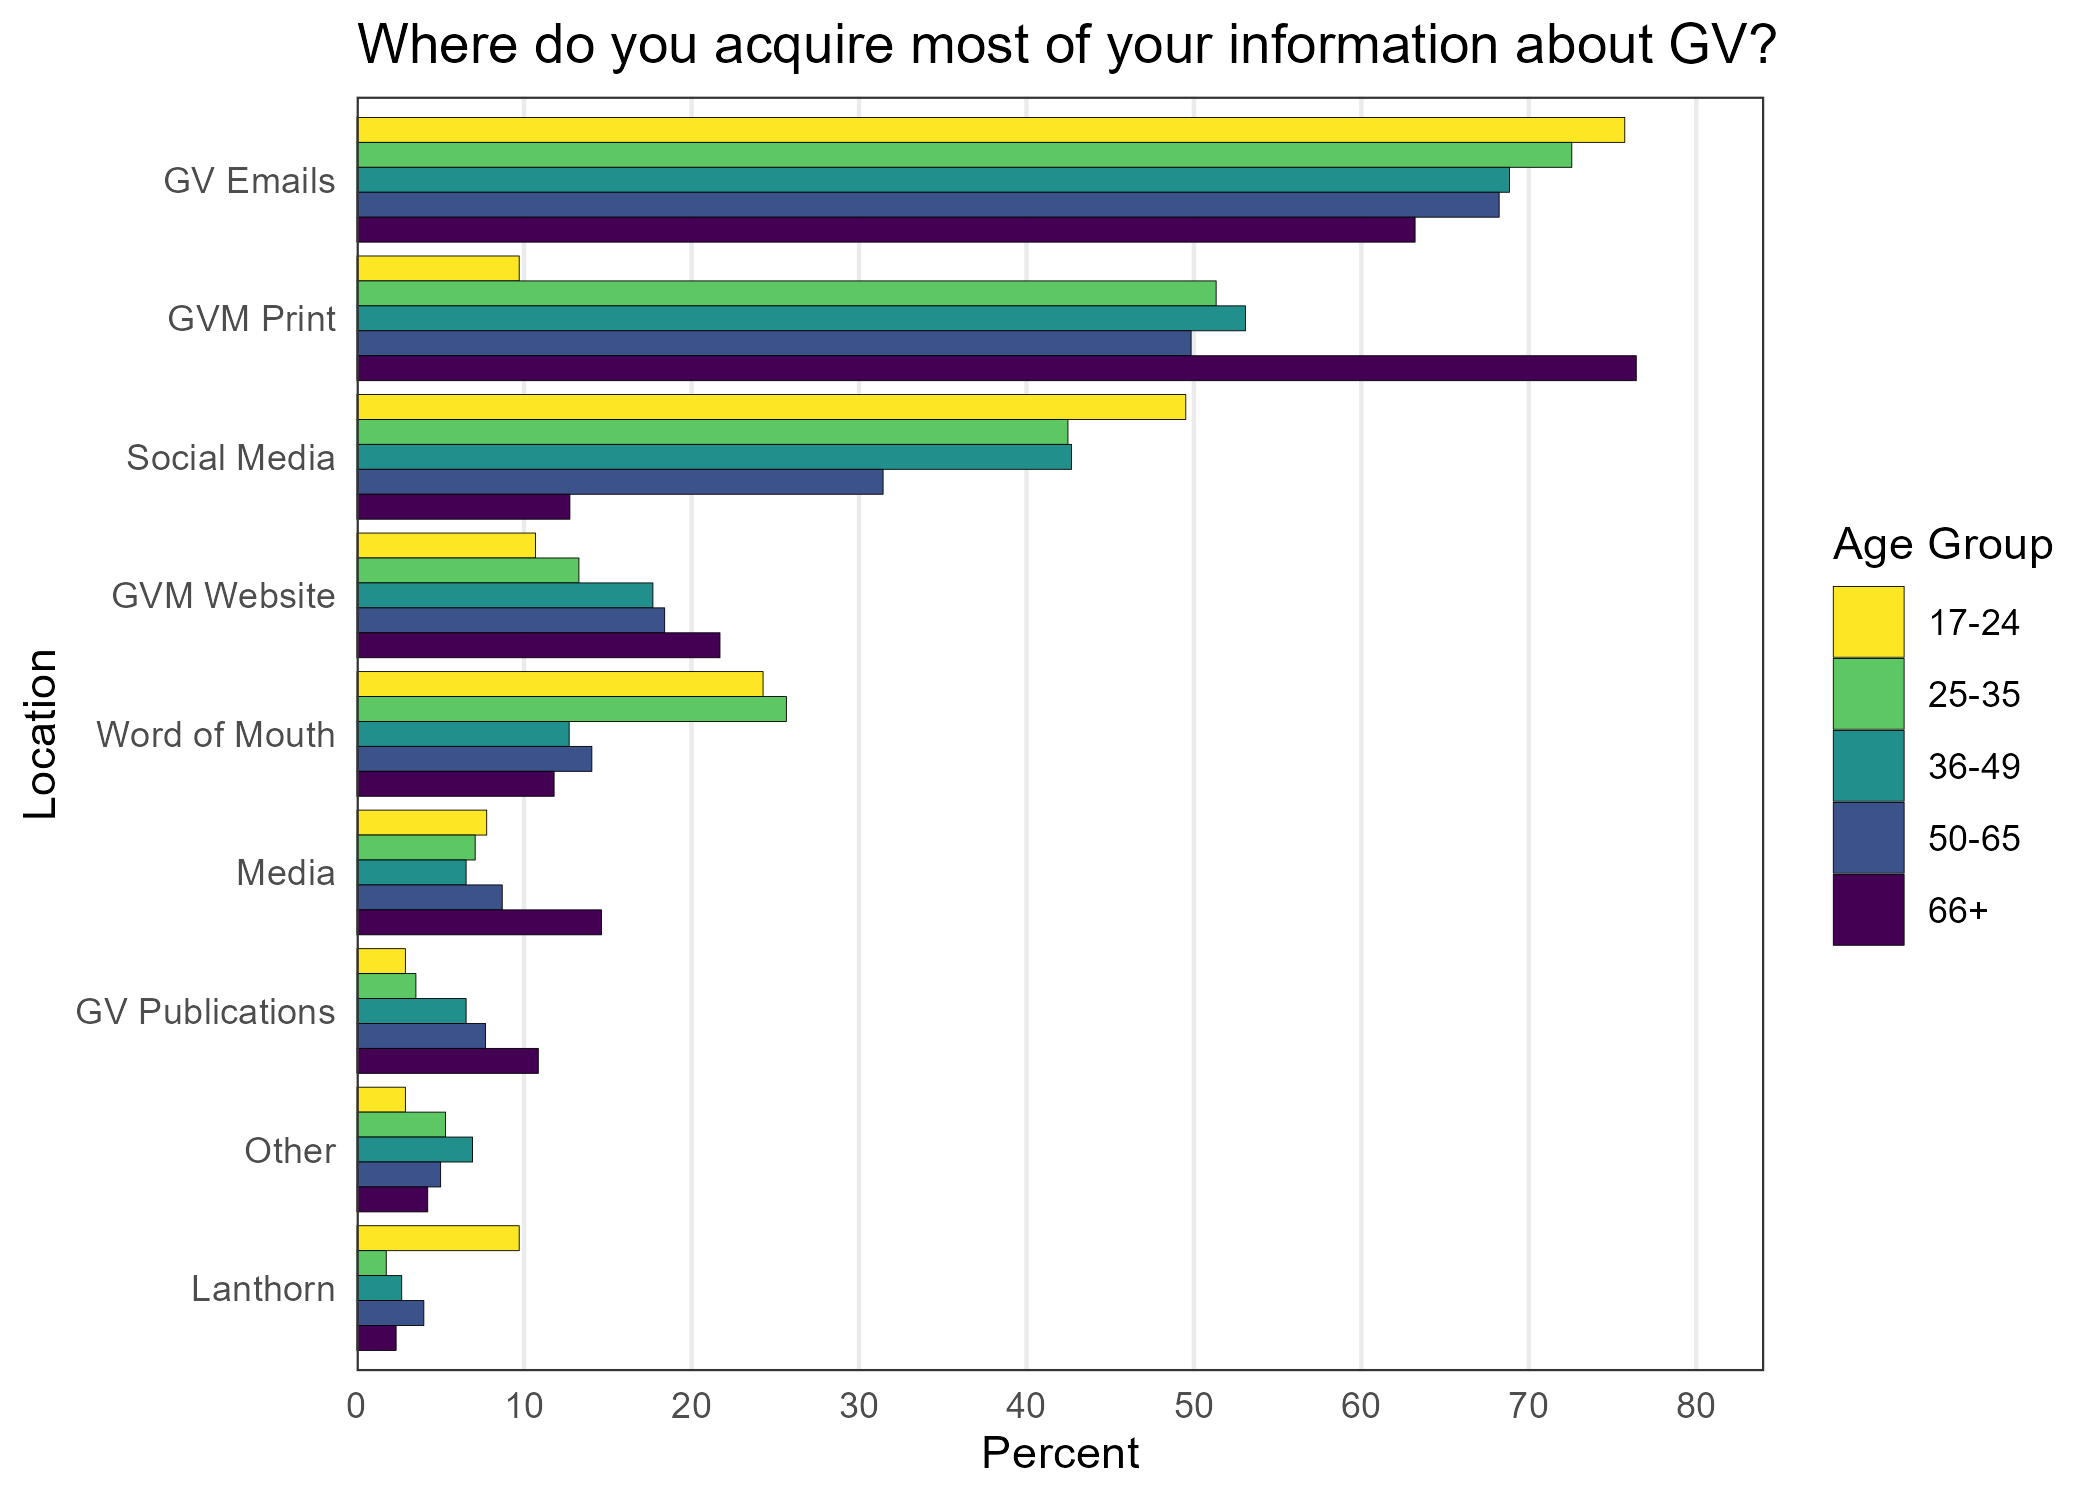 Where do you acquire most of your information about GV?
GV Emails
GVM Print
Social Media
GVM Website
Word of Mouth
Media
GV Publications
Other
Lanthorn
Location
0 10 20 30 40 50 60 70 80
Percent
Age Group
17-24
25-35
36-49
50-65
66+